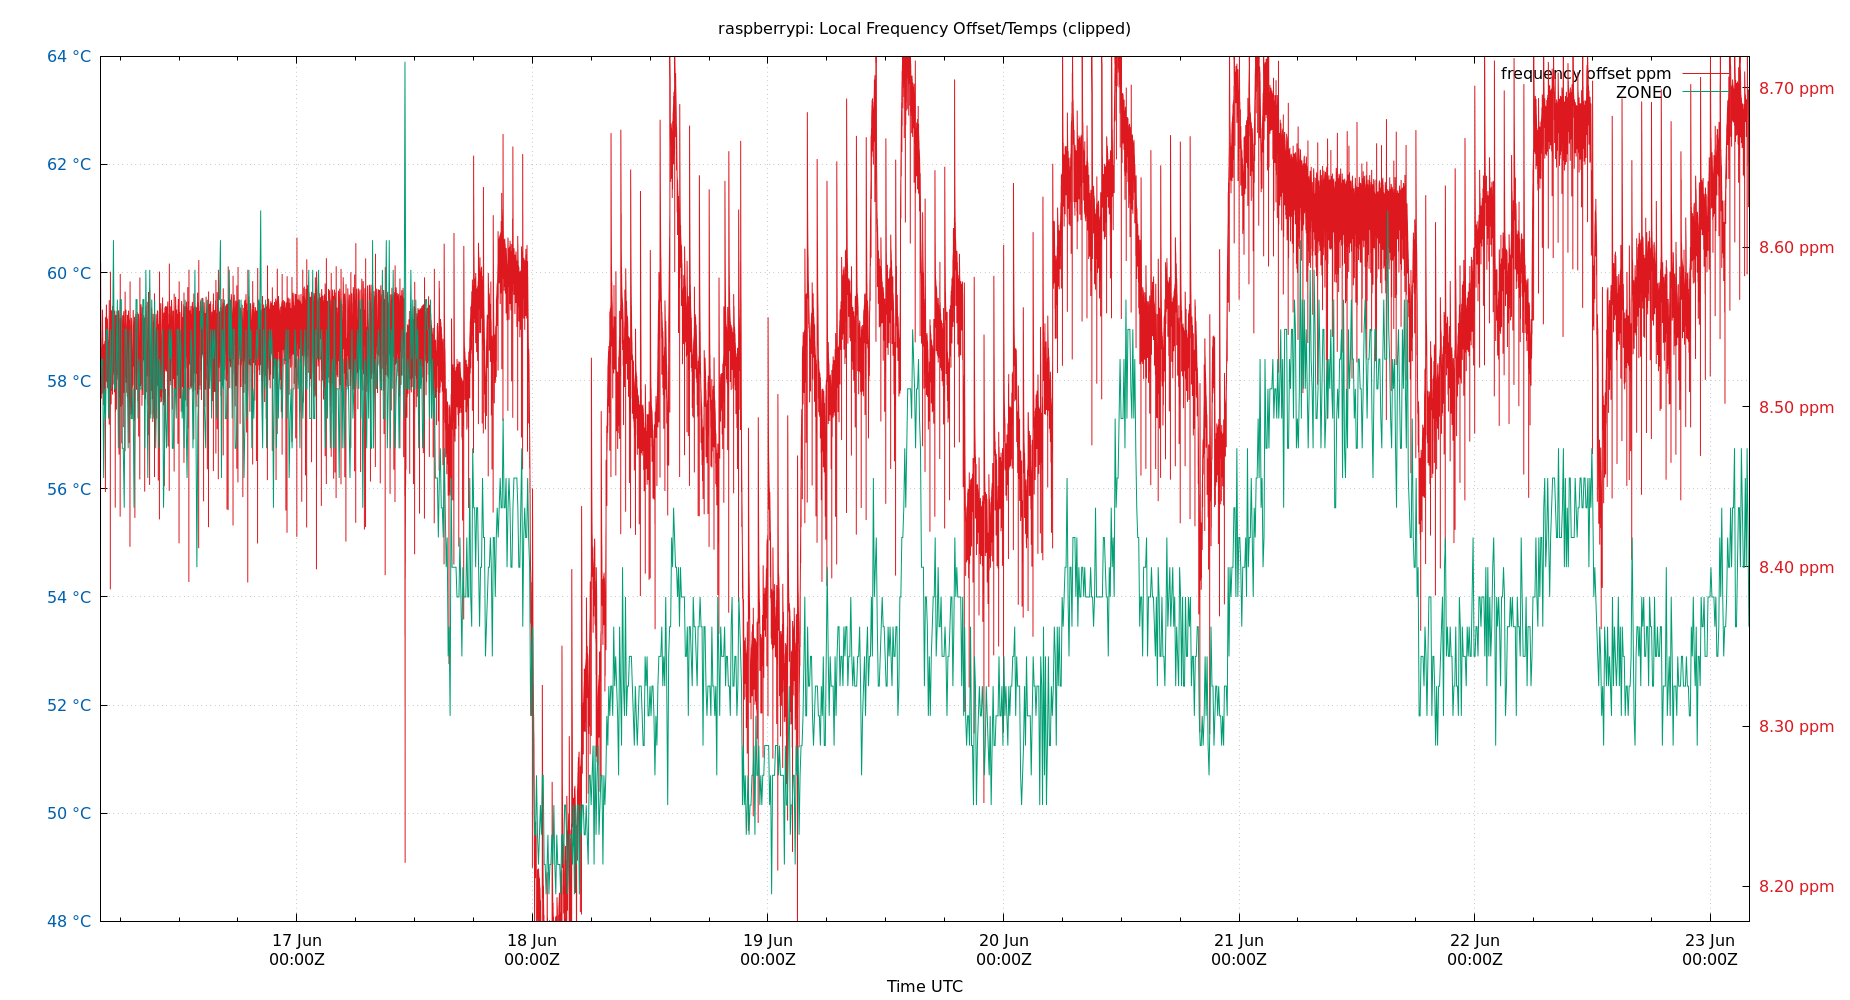 raspberrypi: Local Frequency Offset/Temps (clipped)
64 °C
62 °C
60 °C
58 °C
56 °C
54 °C
52 °C
50 °C
48 °C
frequency offset ppm
ZONE0
8.70 ppm
8.60 ppm
8.50 ppm
8.40 ppm
8.30 ppm
8.20 ppm
17 Jun
00:00Z
18 Jun
00:00Z
19 Jun
00:00Z
20 Jun
00:00Z
21 Jun
00:00Z
22 Jun
00:00Z
23 Jun
00:00Z
Time UTC